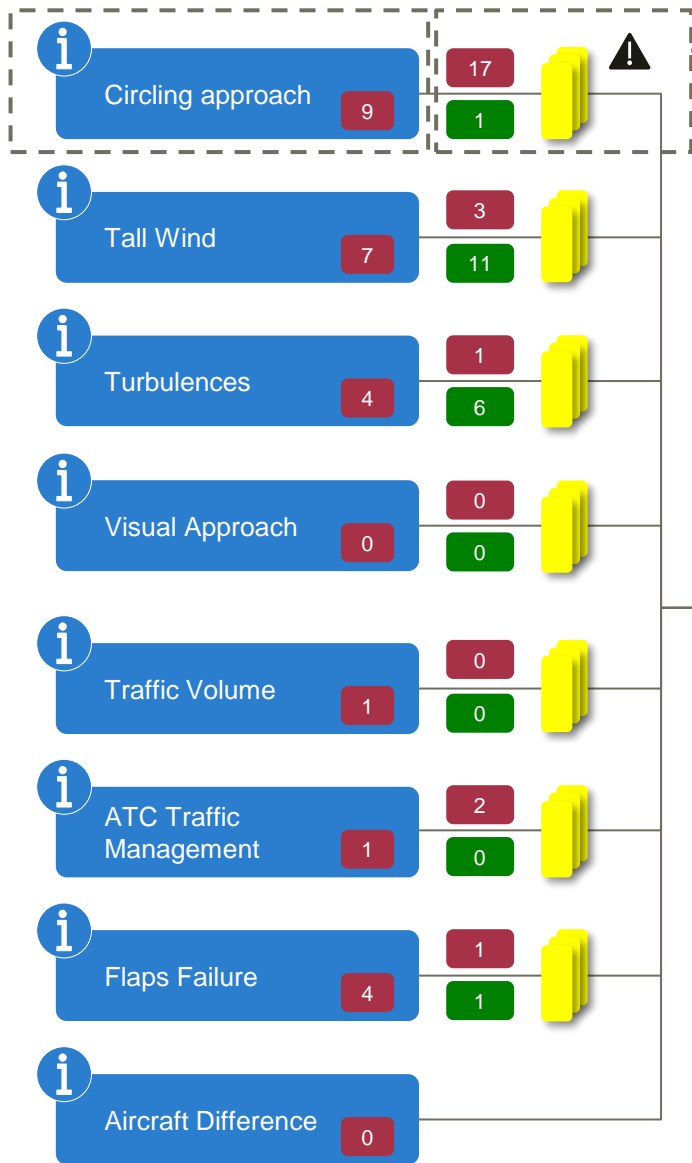 i
Circling approach
9
17
1
!
i
Tall Wind
7
3
11
i
Turbulences
4
1
6
i
Visual Approach
0
0
0
i
Traffic Volume
1
0
0
i
ATC Traffic
Management
1
2
0
i
Flaps Failure
4
1
1
i
Aircraft Difference
0